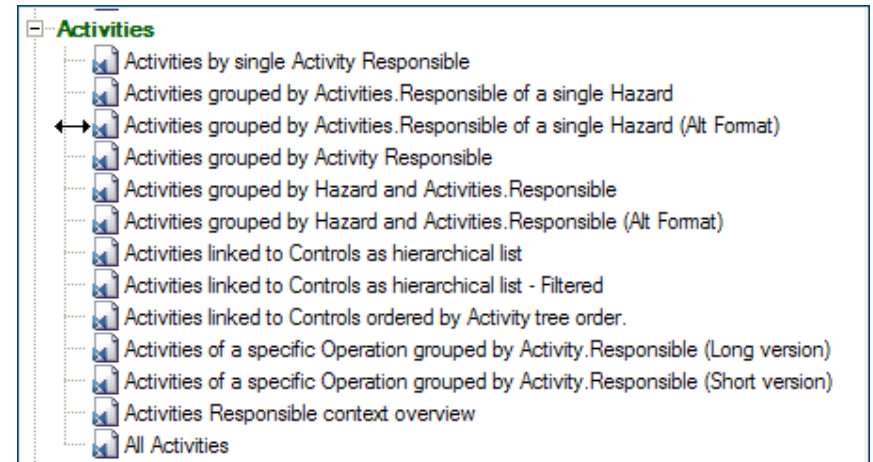 Activities
Activities by single Activity Responsible
Activities grouped by Activities.Responsible of a single Hazard
Activities grouped by Activities.Responsible of a single Hazard (Alt Format)
Activities grouped by Activity Responsible
Activities grouped by Hazard and Activities.Responsible
Activities grouped by Hazard and Activities.Responsible (Alt Format)
Activities linked to Controls as hierarchical list
Activities linked to Controls as hierarchical list - Filtered
Activities linked to Controls ordered by Activity tree order.
Activities of a specific Operation grouped by Activity.Responsible (Long version)
Activities of a specific Operation grouped by Activity.Responsible (Short version)
Activities Responsible context overview
All Activities